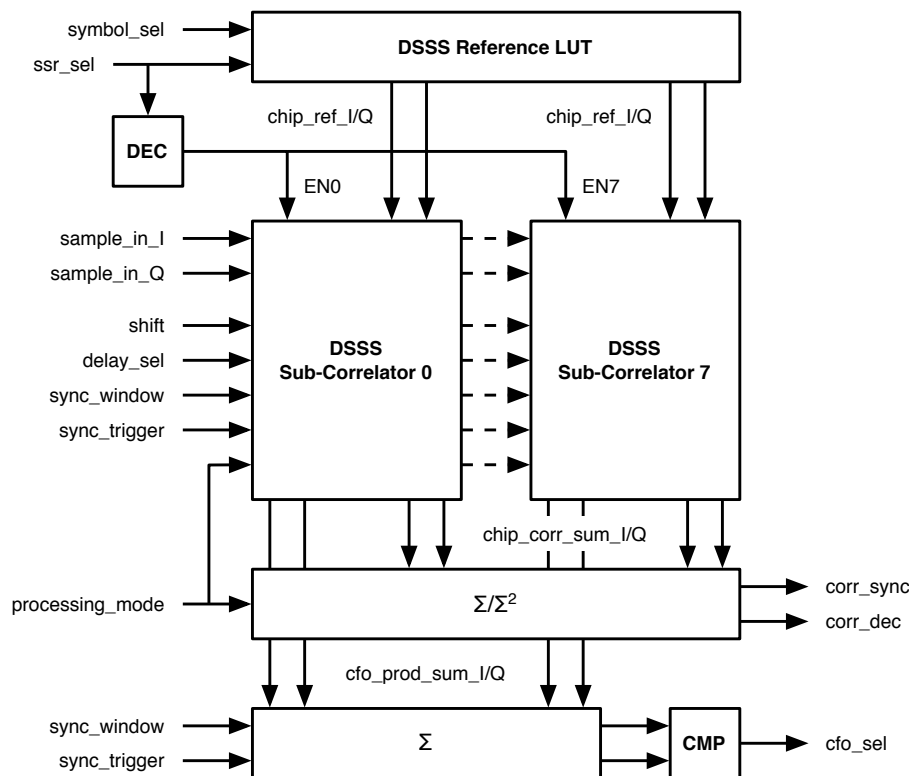 symbol_sel
DSSS Reference LUT
ssr_sel
chip_ref_I/Q
chip_ref_I/Q
DEC
EN0
EN7
sample_in_I
sample_in_Q
shift
delay_sel
sync_window
sync_trigger
DSSS
Sub-Correlator 0
DSSS
Sub-Correlator 7
chip_corr_sum_I/Q
processing_mode
Σ/Σ²
corr_sync
corr_dec
cfo_prod_sum_I/Q
sync_window
sync_trigger
Σ
CMP
cfo_sel